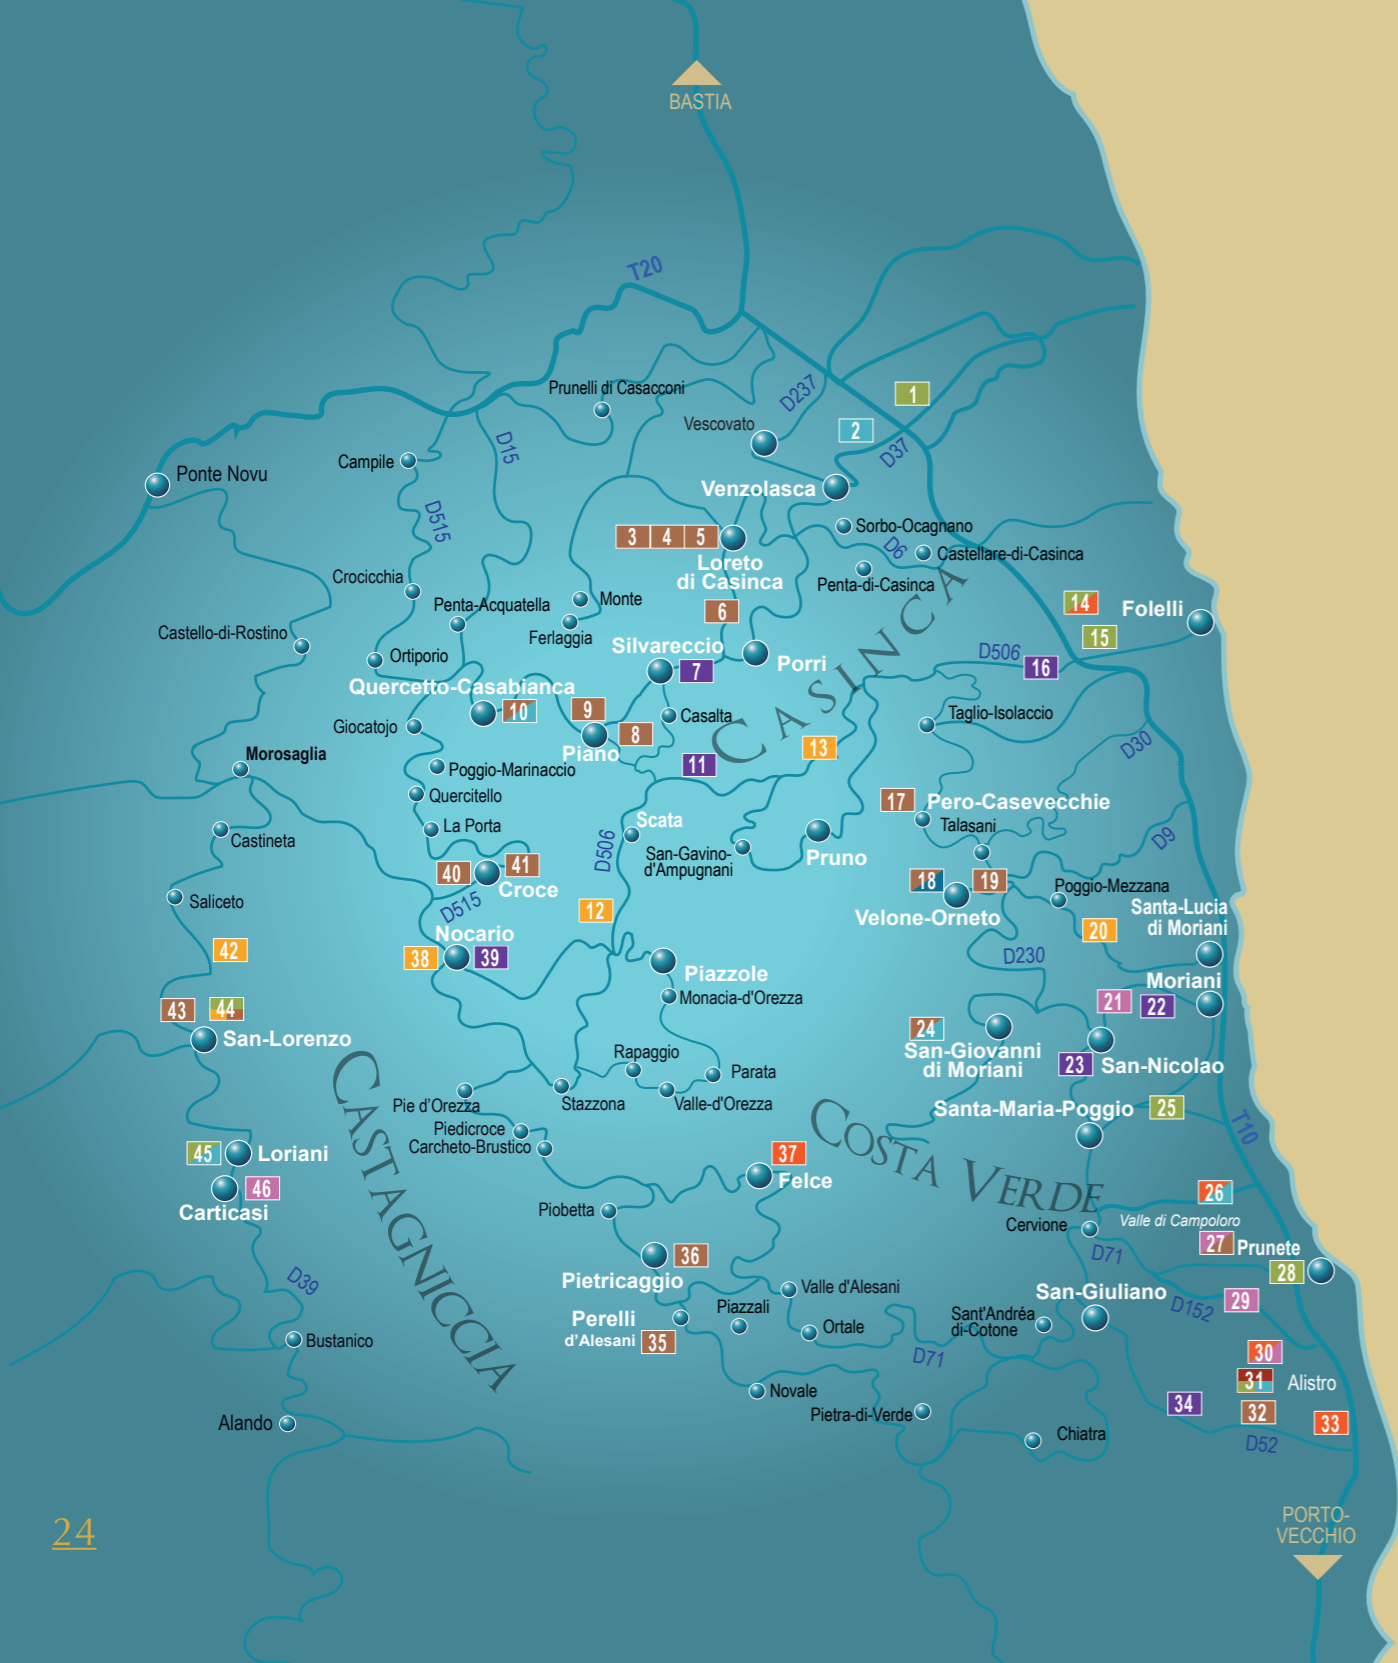 BASTIA
T20
Prunelli di Casacconi
D237
1
Vescovato
2
D15
D37
Campile
Ponte Novu
Venzolasca
D515
Sorbo-Ocagnano
3 4 5
D6
Castellare-di-Casinca
Loreto
di Casinca
Penta-di-Casinca
Crocicchia
Penta-Acquatella
Monte
6
14
Folelli
Castello-di-Rostino
Ferlaggia
15
Silvareccio
7
Porri
CASINCA
D506
16
Ortiporio
Quercetto-Casabianca
10
9
Casalta
Taglio-Isolaccio
Giocatojo
8
Piano
13
D30
Morosaglia
11
Poggio-Marinaccio
Quercitello
17
Pero-Casevecchie
La Porta
Scata
Talasani
Castineta
D506
San-Gavino-
d'Ampugnani
Pruno
D9
40
41
Croce
18
19
Poggio-Mezzana
Saliceto
D515
12
Velone-Orneto
Santa-Lucia
di Moriani
Nocario
20
42
38
39
D230
Piazzole
Moriani
Monacia-d'Orezza
21
22
43
44
San-Lorenzo
24
San-Giovanni
di Moriani
Rapaggio
23
San-Nicolao
Parata
Pie d'Orezza
Stazzona
Valle-d'Orezza
Santa-Maria-Poggio
25
Piedicroce
Carcheto-Brustico
T10
CASTAGNICCIA
COSTA VERDE
45
Loriani
37
Felce
46
Carticasi
26
Piobetta
Cervione
Valle di Campoloro
27
Prunete
D71
36
28
Pietricaggio
D39
Valle d'Alesani
San-Giuliano
29
D152
Perelli
d'Alesani
35
Piazzali
Ortale
Sant'Andréa
di-Cotone
Bustanico
D71
30
31
Alistro
Novale
34
32
33
Alando
Pietra-di-Verde
Chiatra
D52
24
PORTO-
VECCHIO